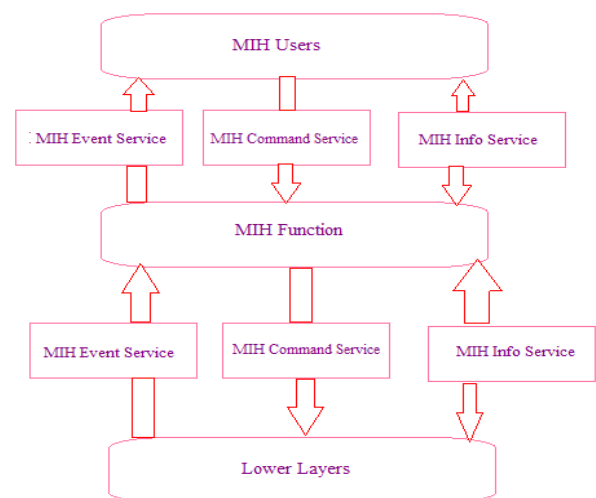 MIH Users
: MIH Event Service
MIH Command Service
MIH Info Service
MIH Function
MIH Event Service
MIH Command Service
MIH Info Service
Lower Layers